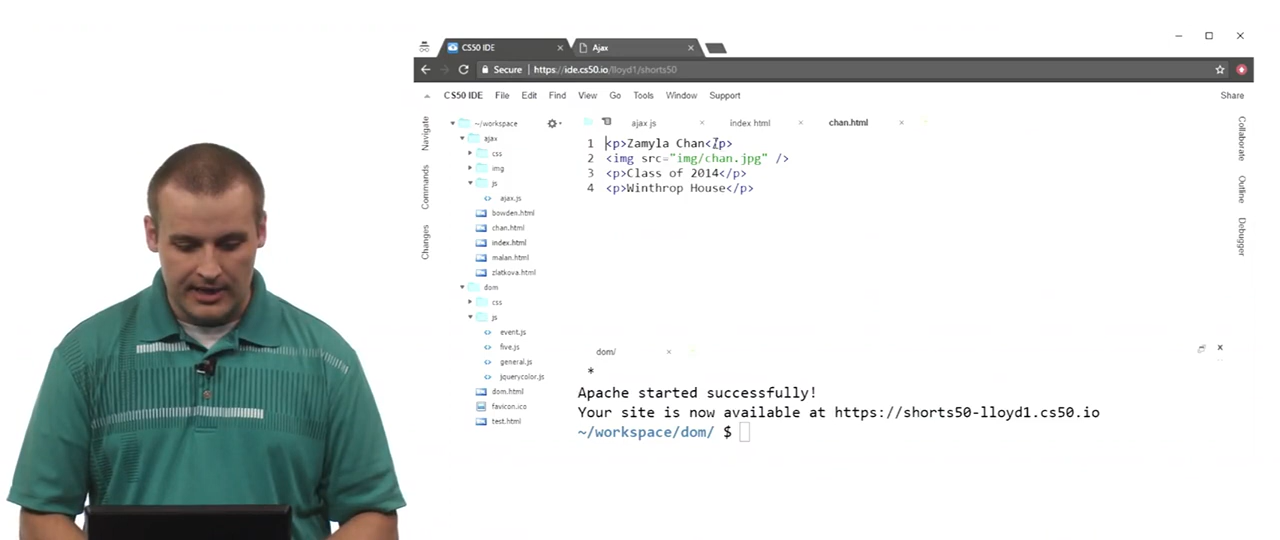 CS50 IDE
Ajax
Secure https://ide.cs50.io/lloyd1/shorts50
CS50 IDE File Edit Find View Go Tools Window Support Share
Navigate
Commands
Changes
~/workspace
ajax
css
img
js
ajax.js
bowden.html
chan.html
index.html
malan.html
zlatkova.html
dom
css
js
event.js
five.js
general.js
jquerycolor.js
dom.html
favicon.ico
test.html
ajax js index html chan.html
1 <p>Zamyla Chan</p>
2 <img src="img/chan.jpg" />
3 <p>Class of 2014</p>
4 <p>Winthrop House</p>
Collaborate
Outline
Debugger
dom/
*
Apache started successfully!
Your site is now available at https://shorts50-lloyd1.cs50.io
~/workspace/dom/ $